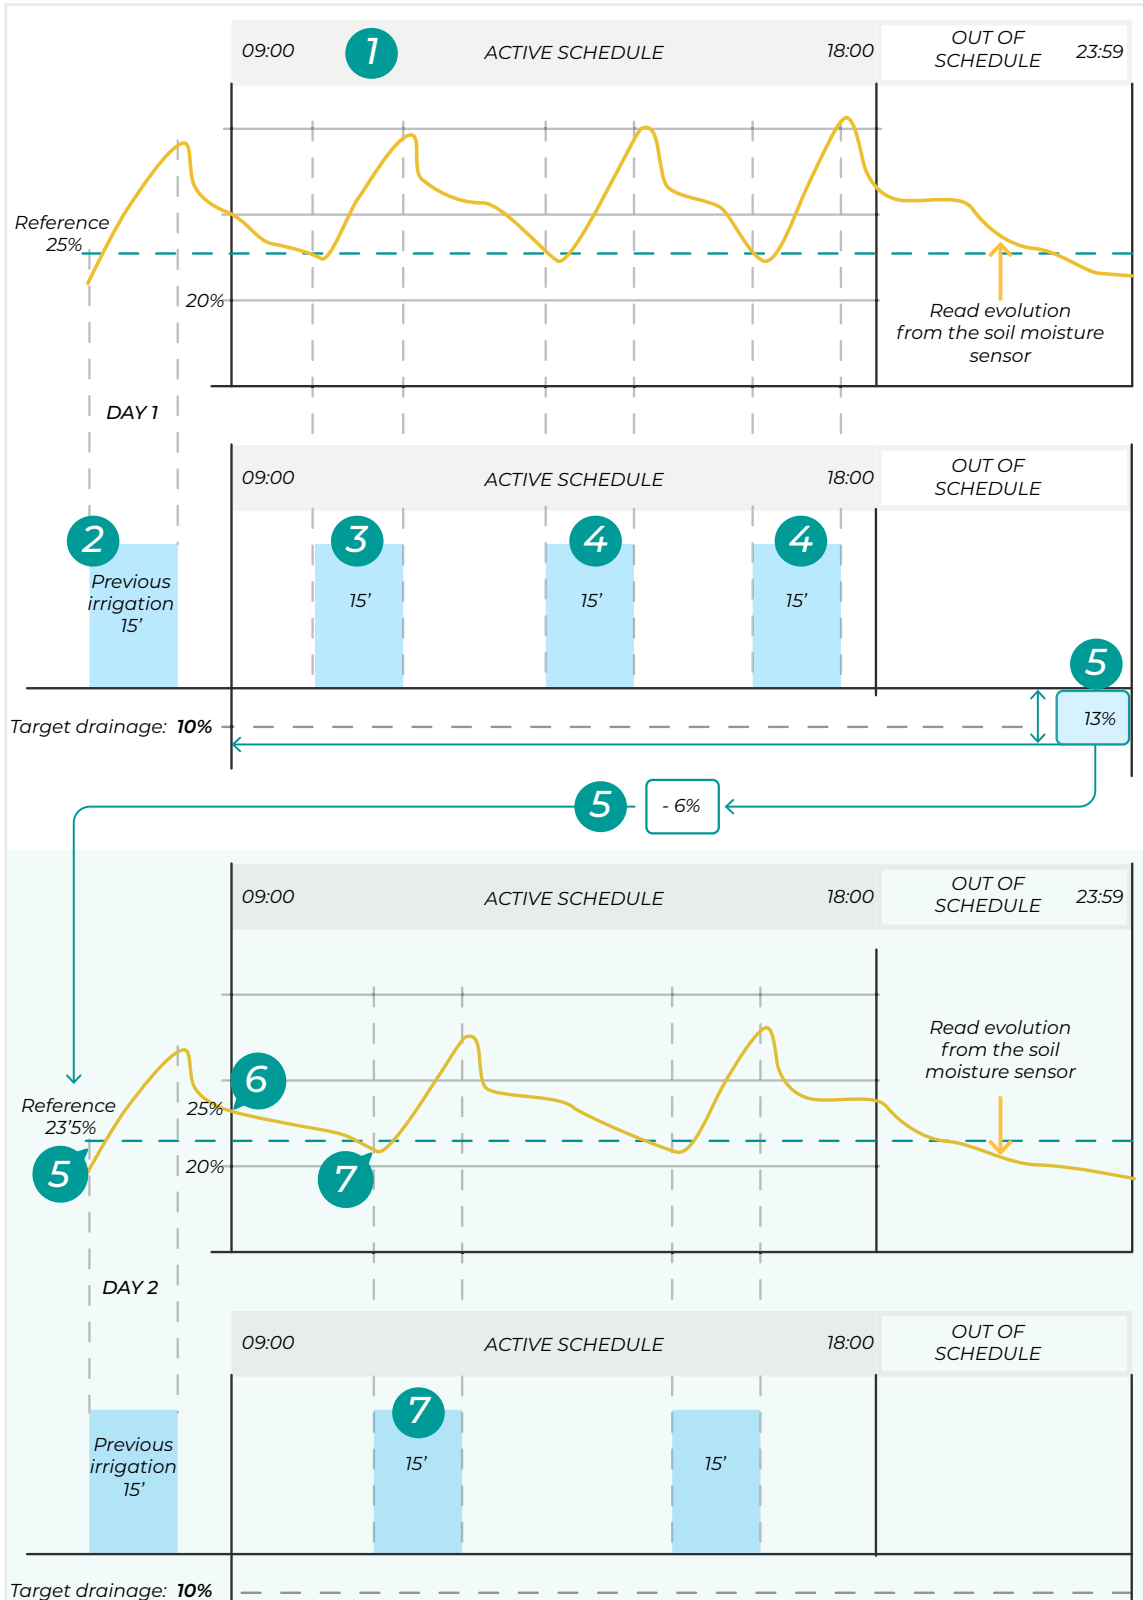 09:00
1
ACTIVE SCHEDULE
18:00
OUT OF
SCHEDULE
23:59
Reference
25%
20%
Read evolution
from the soil moisture
sensor
DAY 1
09:00
ACTIVE SCHEDULE
18:00
OUT OF
SCHEDULE
2
3
4
4
Previous
irrigation
15’
15’
15’
15’
5
Target drainage: 10%
13%
5
- 6%
09:00
ACTIVE SCHEDULE
18:00
OUT OF
SCHEDULE
23:59
Read evolution
from the soil
moisture sensor
6
Reference
23'5%
25%
5
20%
7
DAY 2
09:00
ACTIVE SCHEDULE
18:00
OUT OF
SCHEDULE
7
Previous
irrigation
15’
15’
15’
Target drainage: 10%